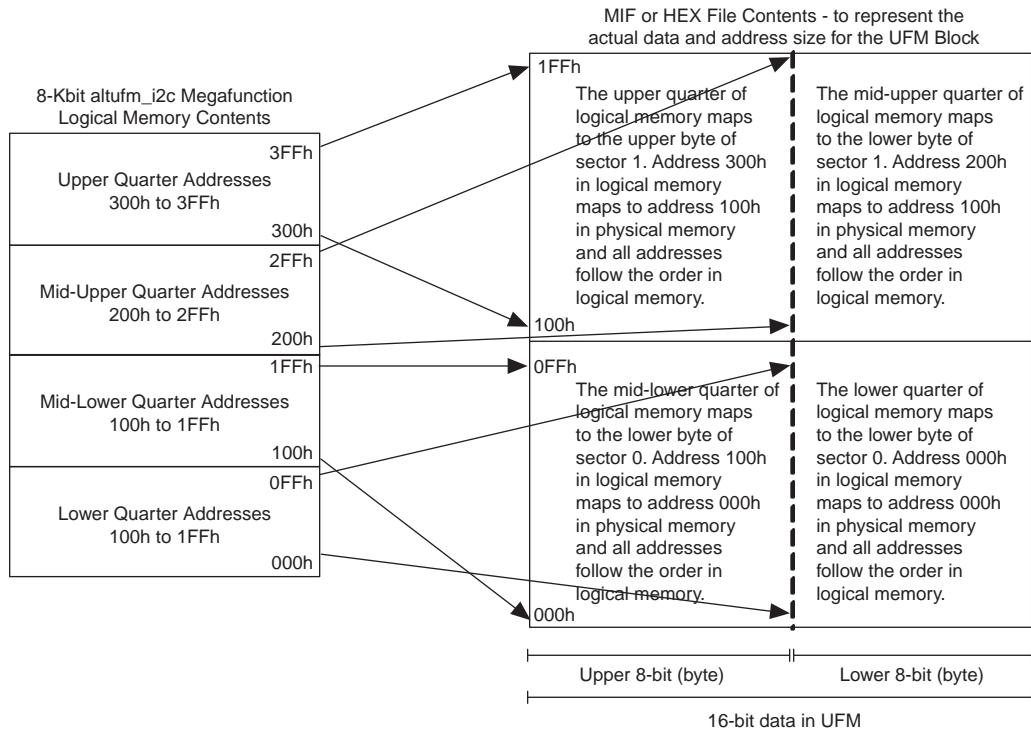 MIF or HEX File Contents - to represent the
actual data and address size for the UFM Block
8-Kbit altufm_i2c Megafunction
Logical Memory Contents
3FFh
Upper Quarter Addresses
300h to 3FFh
300h
2FFh
Mid-Upper Quarter Addresses
200h to 2FFh
200h
1FFh
Mid-Lower Quarter Addresses
100h to 1FFh
100h
0FFh
Lower Quarter Addresses
100h to 1FFh
000h
1FFh
The upper quarter of
logical memory maps
to the upper byte of
sector 1. Address 300h
in logical memory
maps to address 100h
in physical memory
and all addresses
follow the order in
logical memory.
100h
The mid-upper quarter of
logical memory maps
to the lower byte of
sector 1. Address 200h
in logical memory
maps to address 100h
in physical memory
and all addresses
follow the order in
logical memory.
0FFh
The mid-lower quarter of
logical memory maps
to the lower byte of
sector 0. Address 100h
in logical memory
maps to address 000h
in physical memory
and all addresses
follow the order in
logical memory.
000h
The lower quarter of
logical memory maps
to the lower byte of
sector 0. Address 000h
in logical memory
maps to address 000h
in physical memory
and all addresses
follow the order in
logical memory.
Upper 8-bit (byte)
Lower 8-bit (byte)
16-bit data in UFM